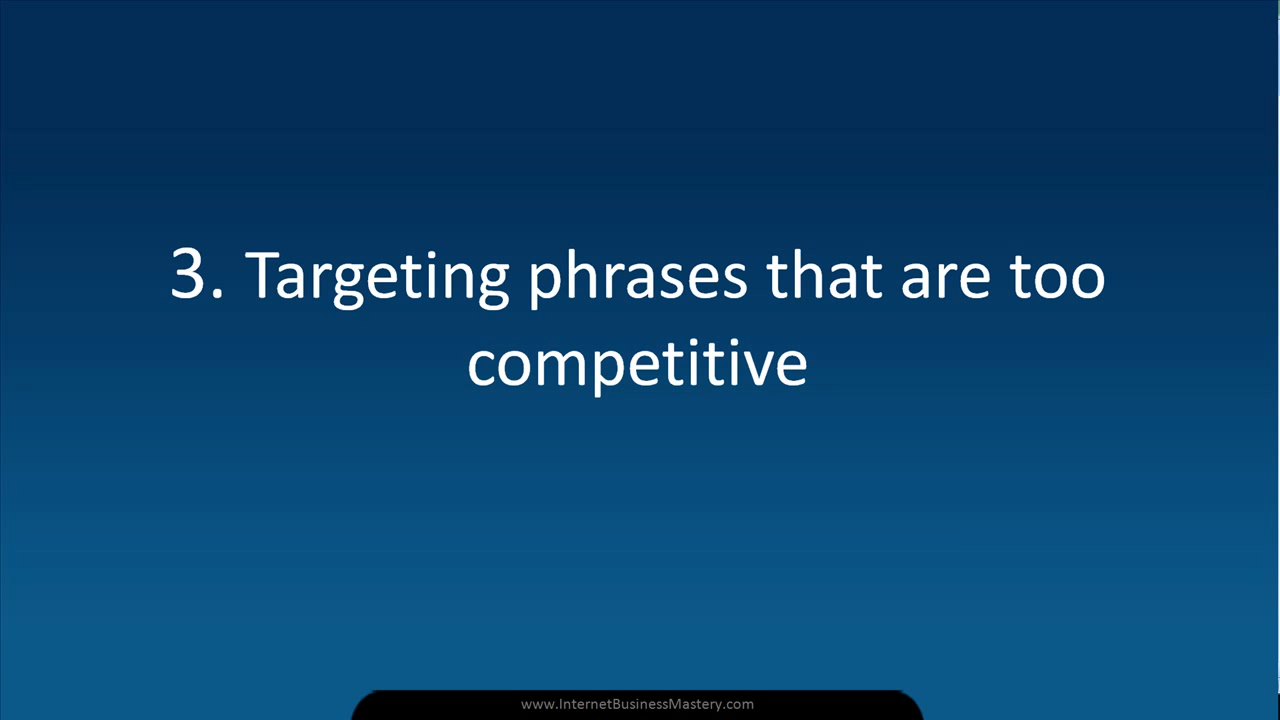 3. Targeting phrases that are too
competitive
www.InternetBusinessMastery.com